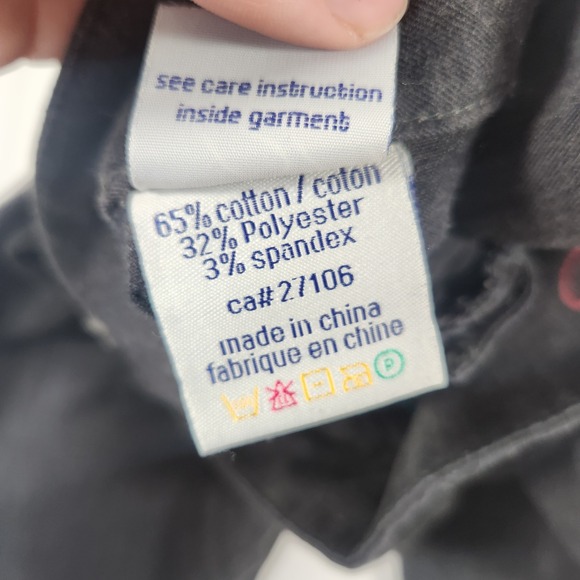 see care instruction
inside garment
65% cotton / coton
32% Polyester
3% spandex
ca# 27106
made in china
fabrique en chine
P